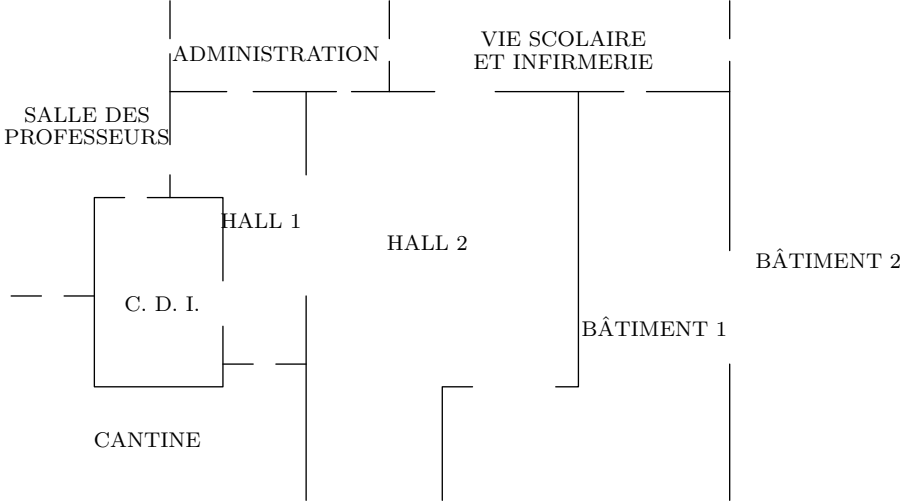 VIE SCOLAIRE
ET INFIRMERIE
ADMINISTRATION
SALLE DES
PROFESSEURS
HALL 1
HALL 2
BÂTIMENT 2
C. D. I.
BÂTIMENT 1
CANTINE